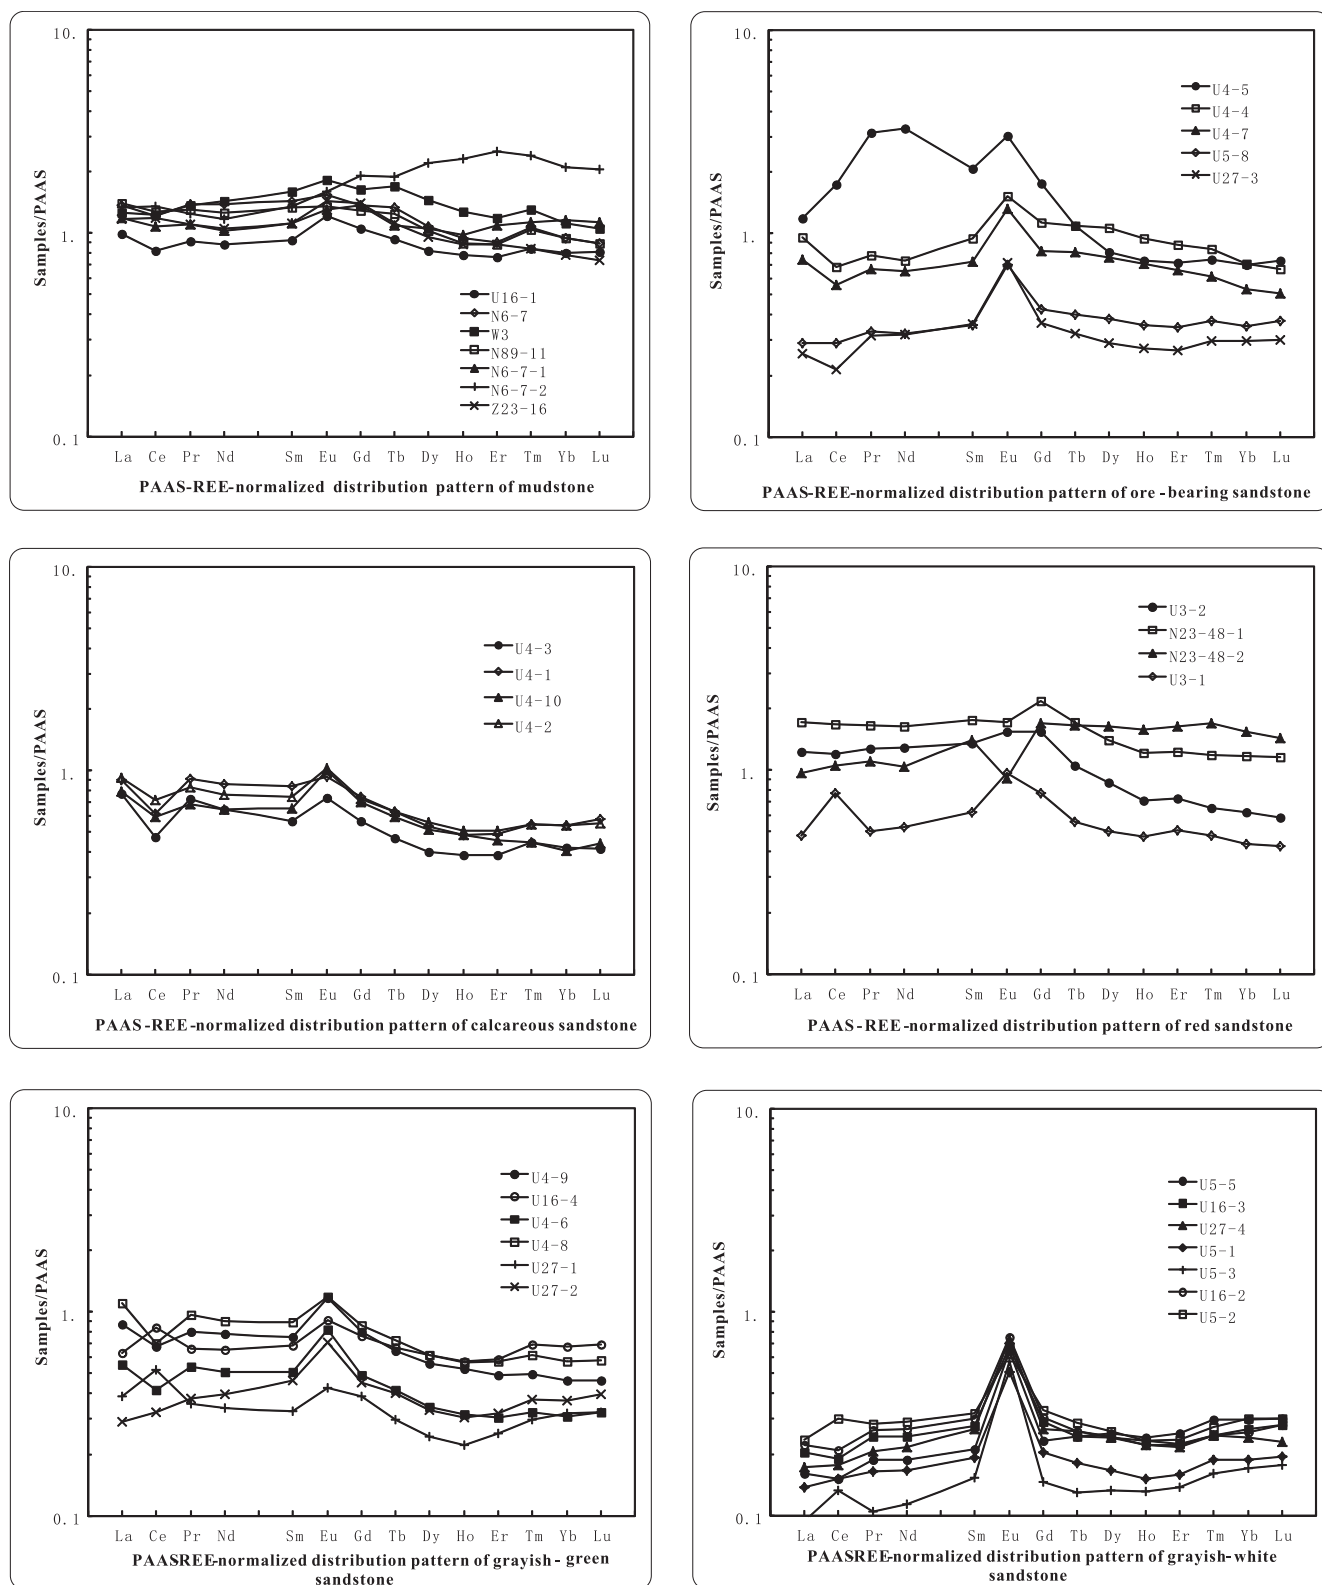 10.
1.0
0.1
Samples/PAAS
U16-1
N6-7
W3
N89-11
N6-7-1
N6-7-2
Z23-16
La Ce Pr Nd Sm Eu Gd Tb Dy Ho Er Tm Yb Lu
PAAS-REE-normalized distribution pattern of mudstone
10.
1.0
0.1
Samples/PAAS
U4-5
U4-4
U4-7
U5-8
U27-3
La Ce Pr Nd Sm Eu Gd Tb Dy Ho Er Tm Yb Lu
PAAS-REE-normalized distribution pattern of ore - bearing sandstone
10.
1.0
0.1
Samples/PAAS
U4-3
U4-1
U4-10
U4-2
La Ce Pr Nd Sm Eu Gd Tb Dy Ho Er Tm Yb Lu
PAAS -REE-normalized distribution pattern of calcareous sandstone
10.
1.0
0.1
Samples/PAAS
U3-2
N23-48-1
N23-48-2
U3-1
La Ce Pr Nd Sm Eu Gd Tb Dy Ho Er Tm Yb Lu
PAAS-REE-normalized distribution pattern of red sandstone
10.
1.0
0.1
Samples/PAAS
U4-9
U16-4
U4-6
U4-8
U27-1
U27-2
La Ce Pr Nd Sm Eu Gd Tb Dy Ho Er Tm Yb Lu
PAASREE-normalized distribution pattern of grayish - green
sandstone
10.
1.0
0.1
Samples/PAAS
U5-5
U16-3
U27-4
U5-1
U5-3
U16-2
U5-2
La Ce Pr Nd Sm Eu Gd Tb Dy Ho Er Tm Yb Lu
PAASREE-normalized distribution pattern of grayish-white
sandstone